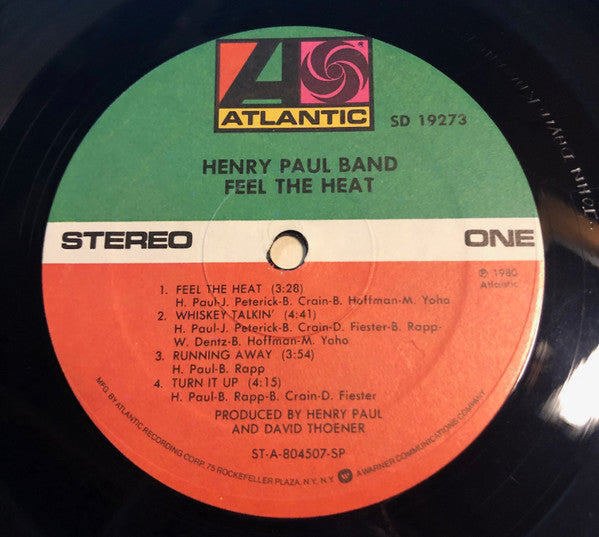 ATLANTIC
SD 19273
HENRY PAUL BAND
FEEL THE HEAT
STEREO
ONE
℗ 1980
Atlantic
1. FEEL THE HEAT (3:28)
H. Paul-J. Peterick-B. Crain-B. Hoffman-M. Yoho
2. WHISKEY TALKIN' (4:41)
H. Paul-J. Peterick-B. Crain-D. Fiester-B. Rapp-
W. Dentz-B. Hoffman-M. Yoho
3. RUNNING AWAY (3:54)
H. Paul-B. Rapp
4. TURN IT UP (4:15)
H. Paul-B. Rapp-B. Crain-D. Fiester
PRODUCED BY HENRY PAUL
AND DAVID THOENER
ST-A-804507-SP
MFG. BY ATLANTIC RECORDING CORP. 75 ROCKEFELLER PLAZA, N.Y., N.Y. A WARNER COMMUNICATIONS COMPANY